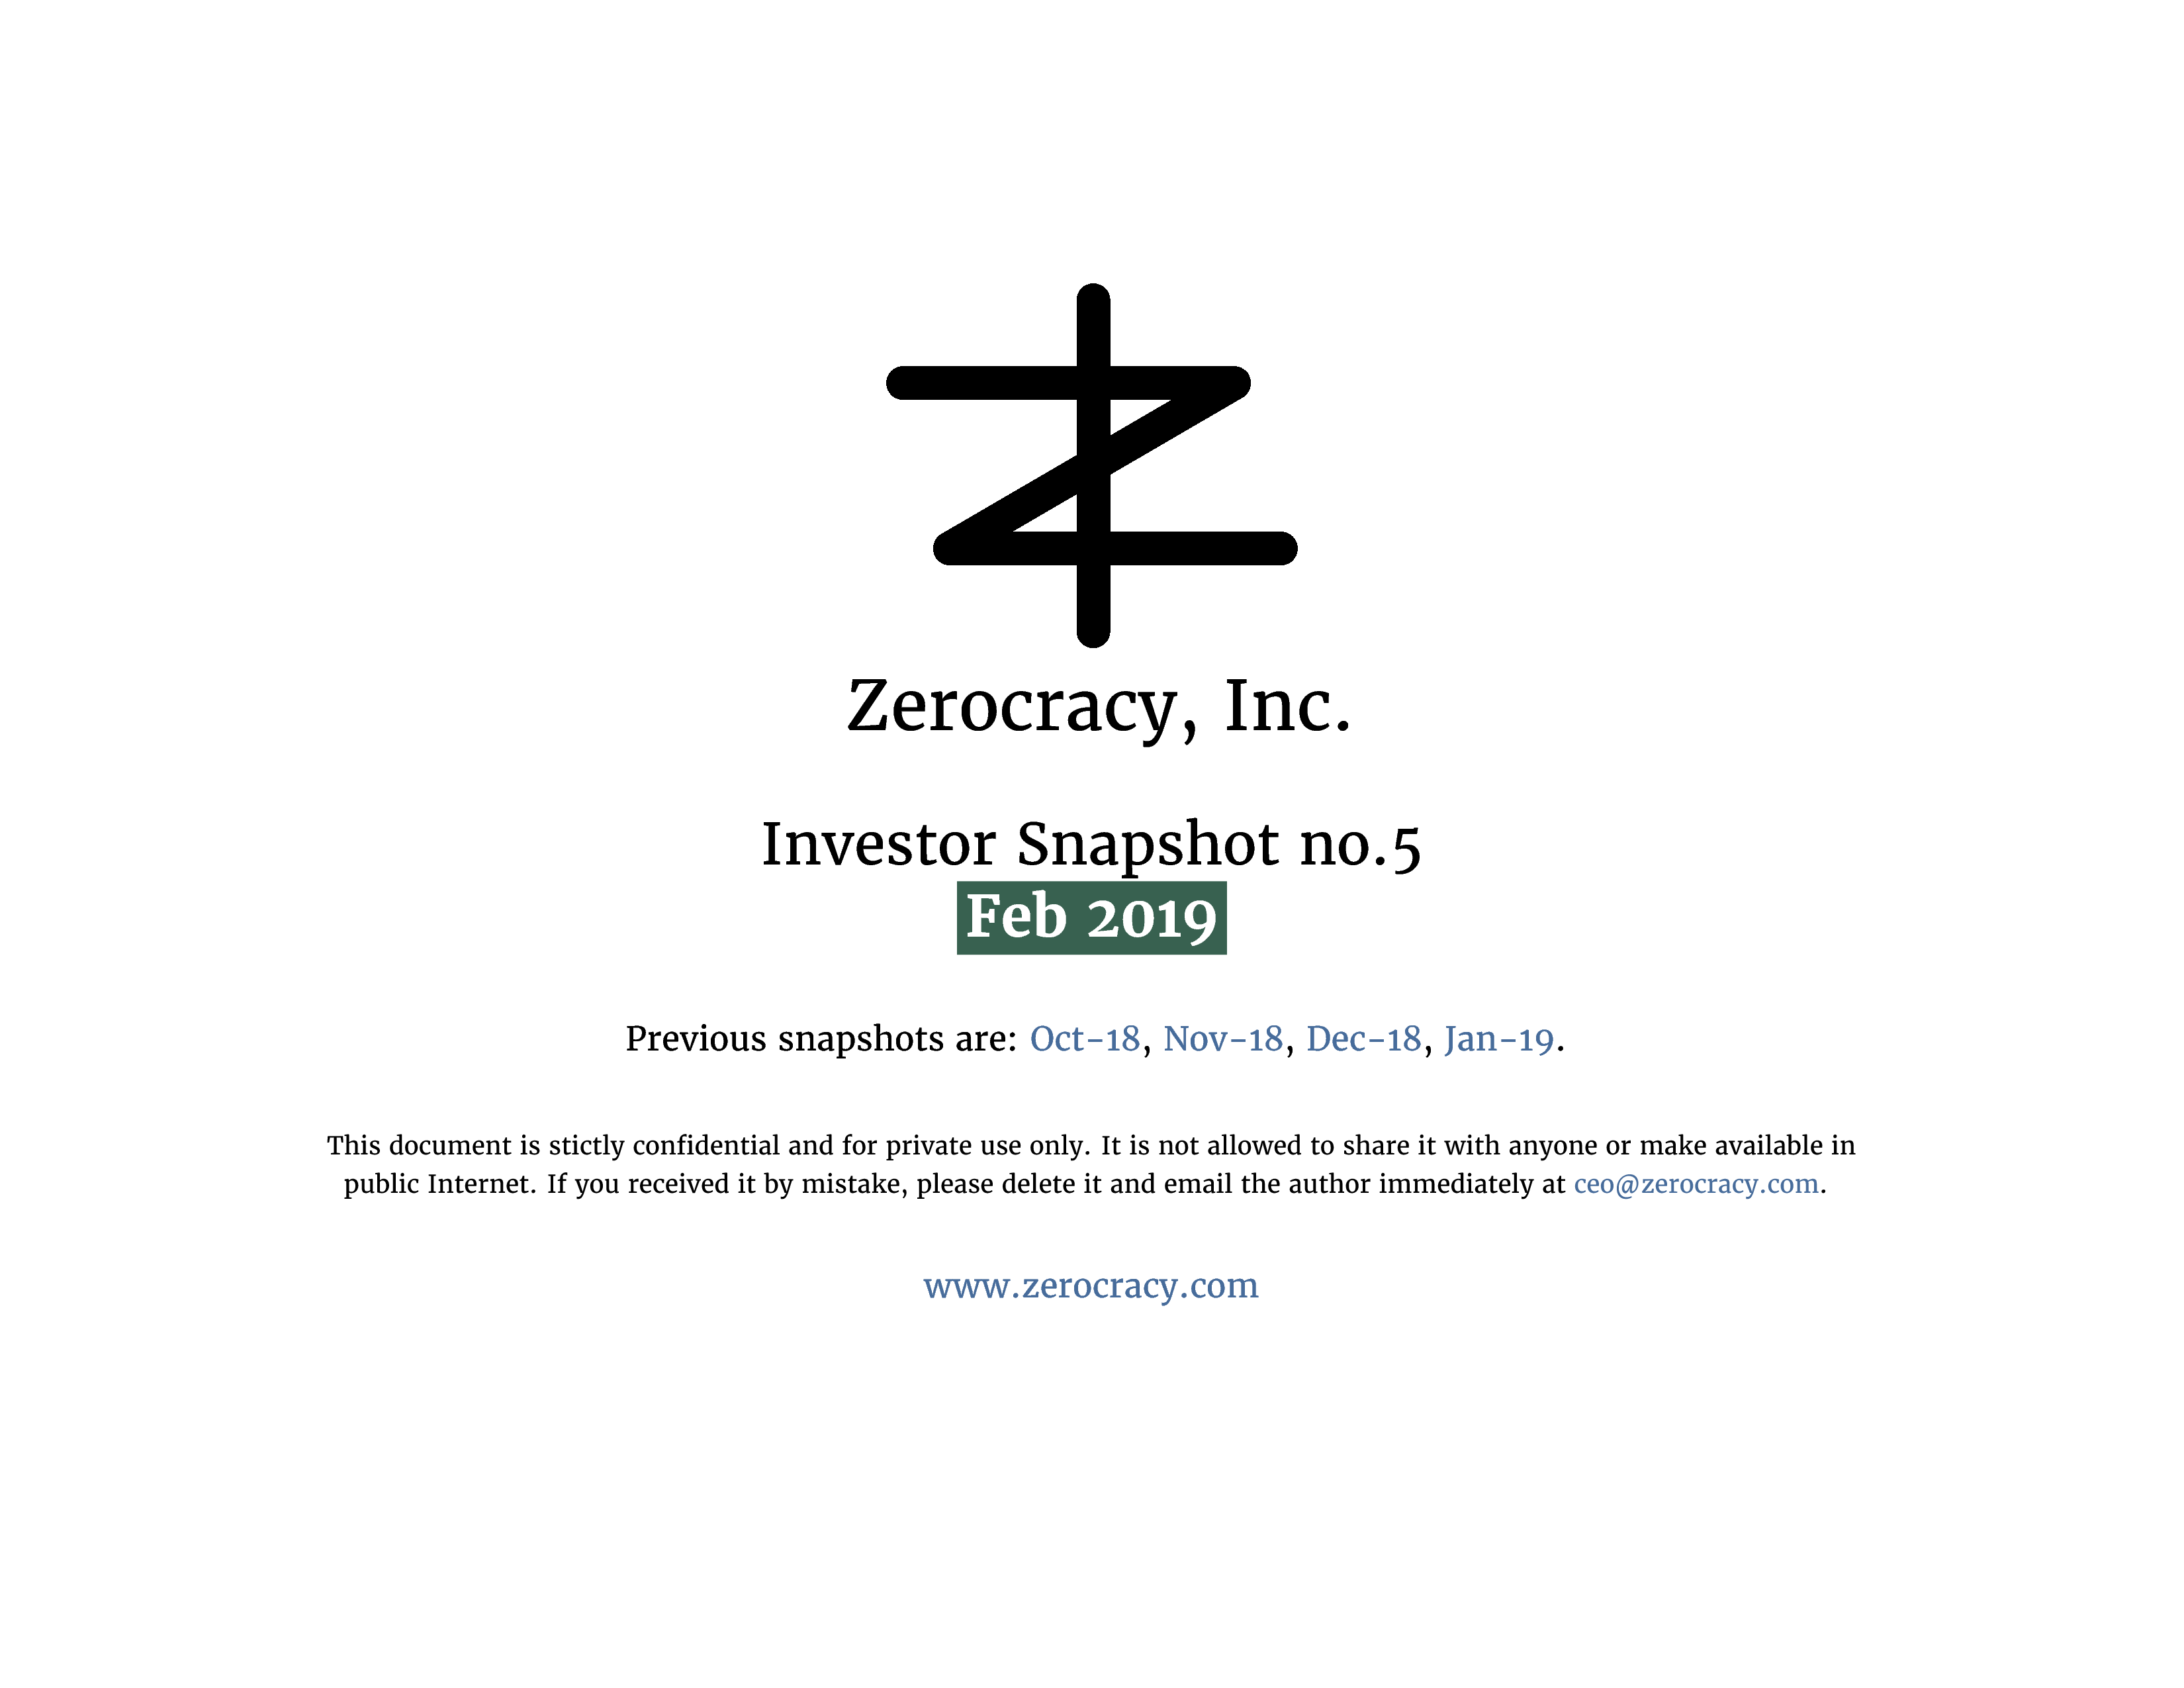 Zerocracy, Inc.
Investor Snapshot no.5
Feb 2019
Previous snapshots are: Oct-18, Nov-18, Dec-18, Jan-19.
This document is stictly confidential and for private use only. It is not allowed to share it with anyone or make available in
public Internet. If you received it by mistake, please delete it and email the author immediately at ceo@zerocracy.com.
www.zerocracy.com